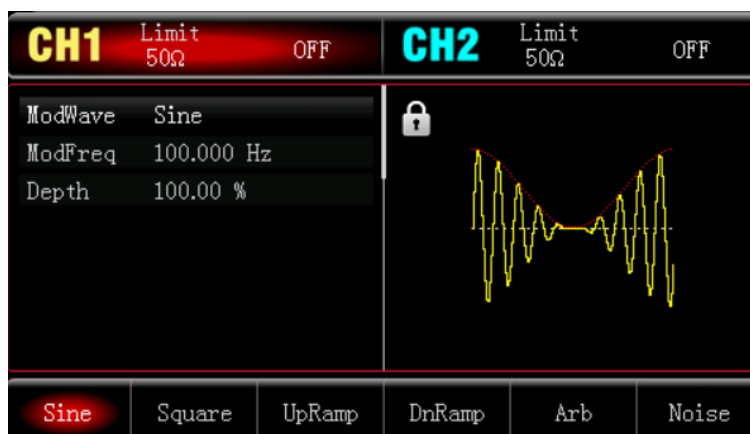 CH1 Limit 50Ω OFF CH2 Limit 50Ω OFF
ModWave Sine
ModFreq 100.000 Hz
Depth 100.00 %
Sine Square UpRamp DnRamp Arb Noise